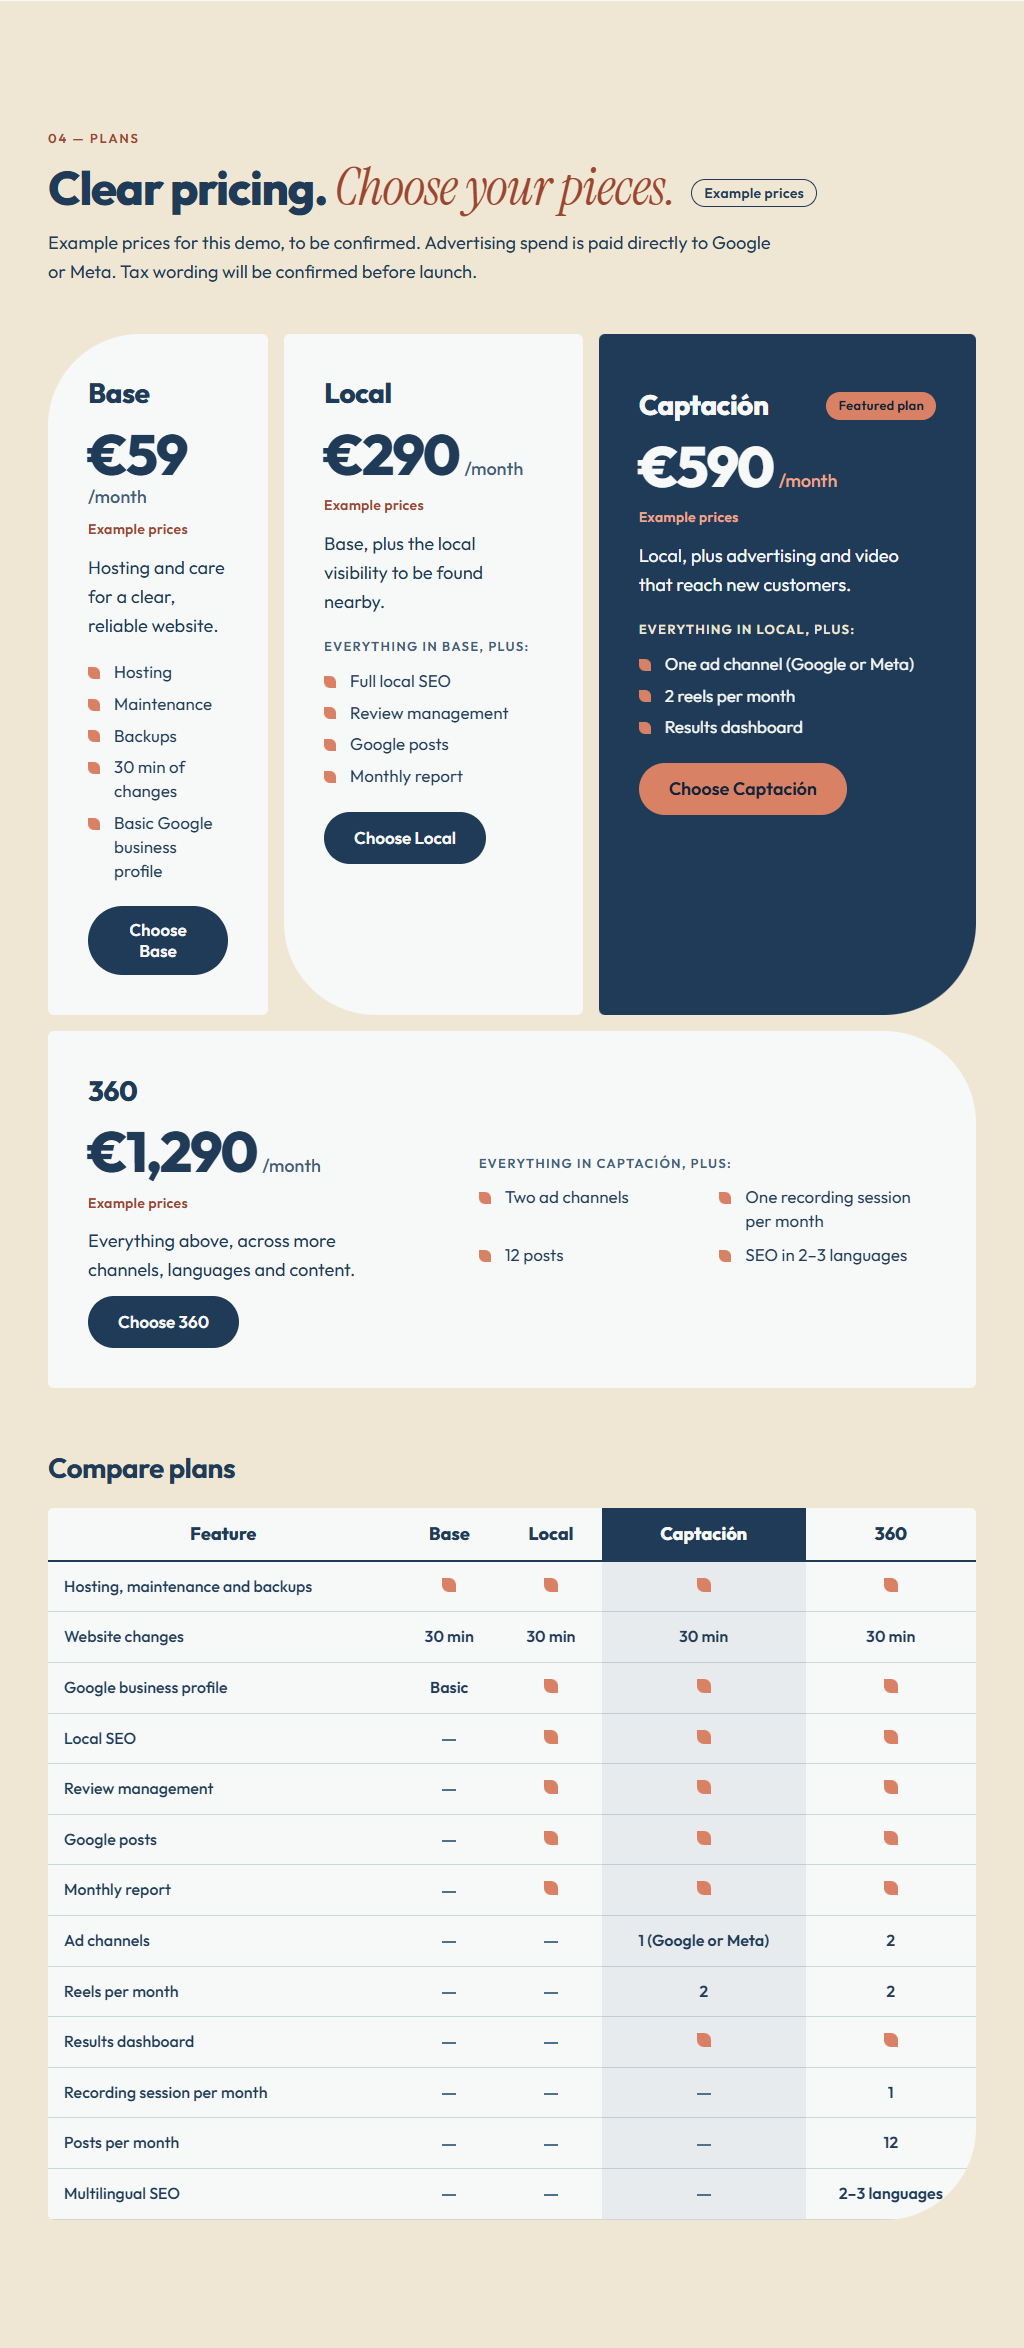 04 — PLANS
Clear pricing. Choose your pieces. Example prices
Example prices for this demo, to be confirmed. Advertising spend is paid directly to Google
or Meta. Tax wording will be confirmed before launch.
Base
€59
/month
Example prices
Hosting and care
for a clear,
reliable website.
Hosting
Maintenance
Backups
30 min of
changes
Basic Google
business
profile
Choose
Base
Local
€290 /month
Example prices
Base, plus the local
visibility to be found
nearby.
EVERYTHING IN BASE, PLUS:
Full local SEO
Review management
Google posts
Monthly report
Choose Local
Captación Featured plan
€590 /month
Example prices
Local, plus advertising and video
that reach new customers.
EVERYTHING IN LOCAL, PLUS:
One ad channel (Google or Meta)
2 reels per month
Results dashboard
Choose Captación
360
€1,290 /month
Example prices
Everything above, across more
channels, languages and content.
Choose 360
EVERYTHING IN CAPTACIÓN, PLUS:
Two ad channels
One recording session
per month
12 posts
SEO in 2–3 languages
Compare plans
Feature Base Local Captación 360
Hosting, maintenance and backups
Website changes 30 min 30 min 30 min 30 min
Google business profile Basic
Local SEO —
Review management —
Google posts —
Monthly report —
Ad channels — — 1 (Google or Meta) 2
Reels per month — — 2 2
Results dashboard — —
Recording session per month — — — 1
Posts per month — — — 12
Multilingual SEO — — — 2–3 languages